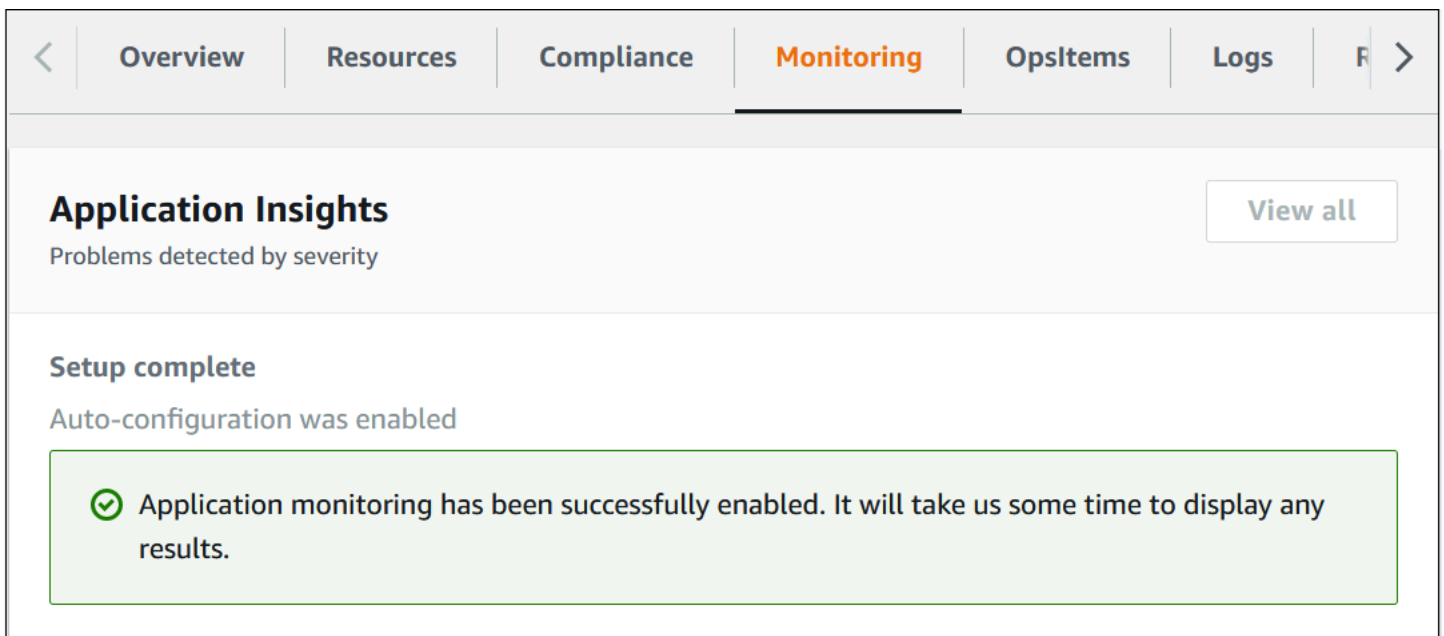 Overview Resources Compliance Monitoring OpsItems Logs
Application Insights
View all
Problems detected by severity
Setup complete
Auto-configuration was enabled
Application monitoring has been successfully enabled. It will take us some time to display any
results.